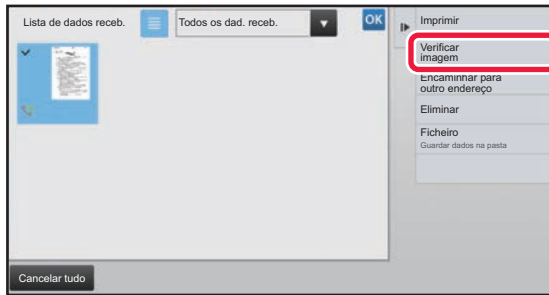 Lista de dados receb.
Todos os dad. receb.
OK
Imprimir
Verificar
imagem
Encaminhar para
outro endereço
Eliminar
Ficheiro
Guardar dados na pasta
Cancelar tudo